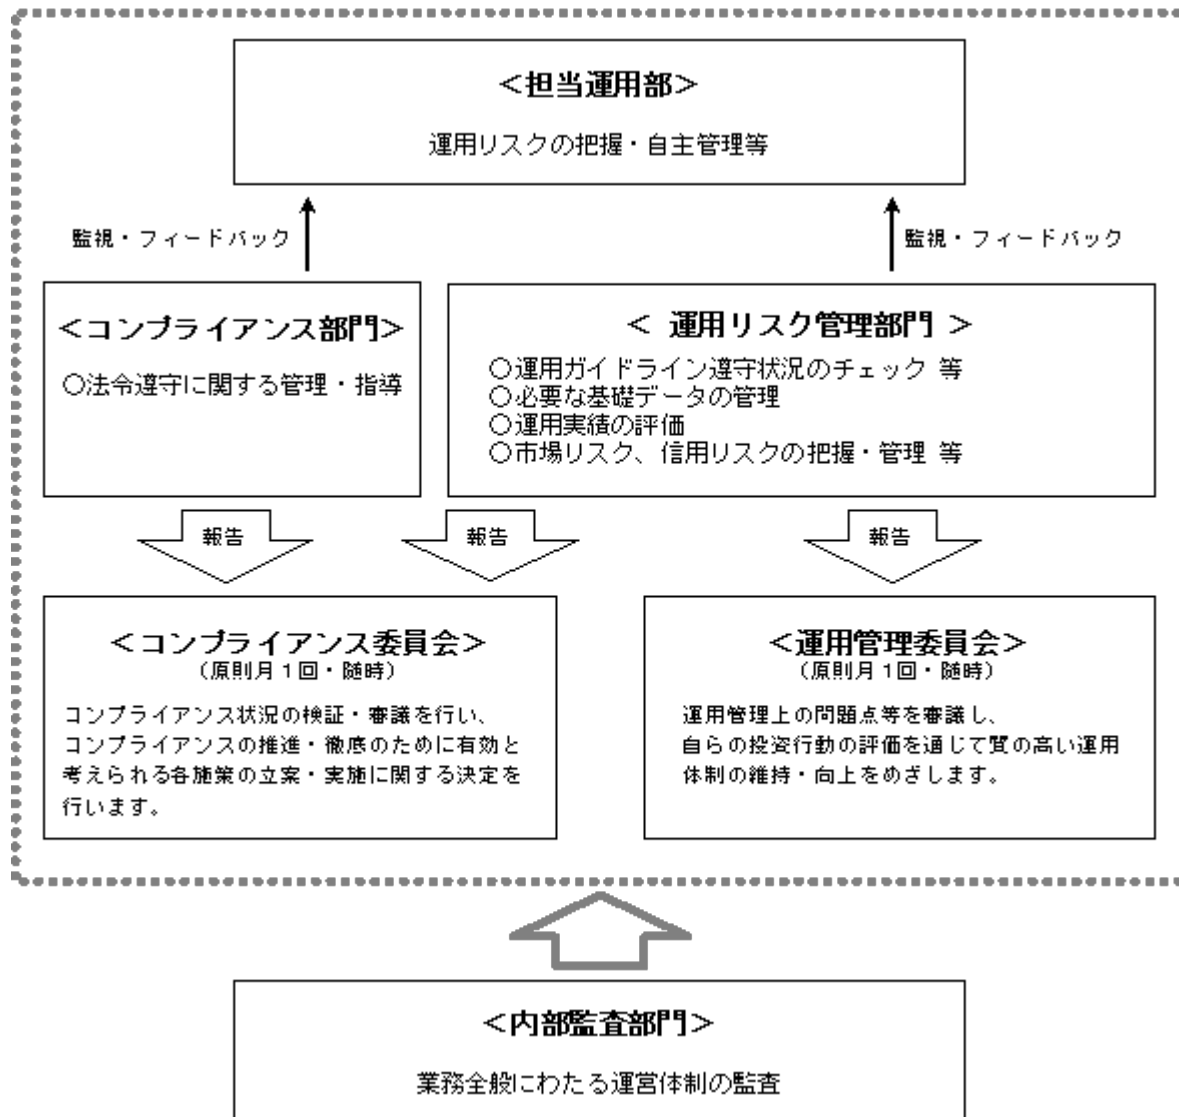 ＜担当運用部＞
運用リスクの把握・自主管理等
監視・フィードバック
監視・フィードバック
＜コンプライアンス部門＞
○法令遵守に関する管理・指導
＜ 運用リスク管理部門 ＞
○運用ガイドライン遵守状況のチェック 等
○必要な基礎データの管理
○運用実績の評価
○市場リスク、信用リスクの把握・管理 等
報告
報告
報告
＜コンプライアンス委員会＞
（原則月１回・随時）
コンプライアンス状況の検証・審議を行い、
コンプライアンスの推進・徹底のために有効と
考えられる各施策の立案・実施に関する決定を
行います。
＜運用管理委員会＞
（原則月１回・随時）
運用管理上の問題点等を審議し、
自らの投資行動の評価を通じて質の高い運用
体制の維持・向上をめざします。
＜内部監査部門＞
業務全般にわたる運営体制の監査